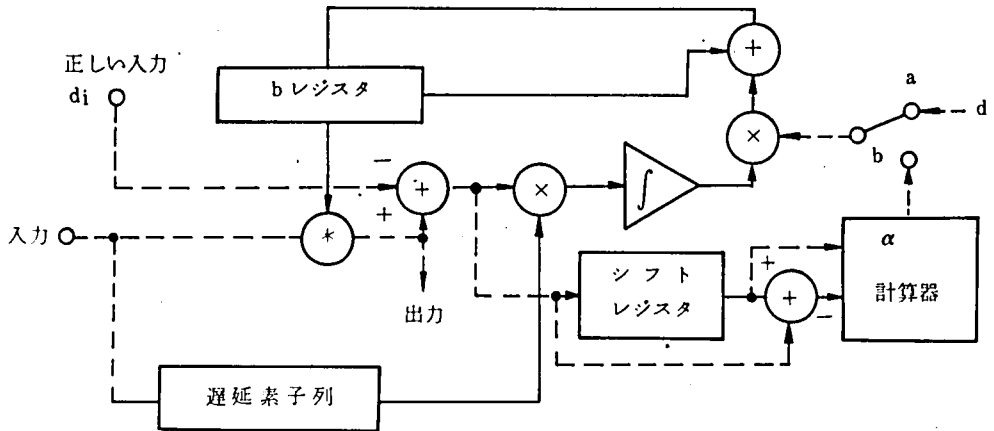 正しい入力
di
bレジスタ
+
×
a
d
b
−
+
+
×
∫
入力
*
出力
シフト
レジスタ
+
+
−
α
計算器
遅延素子列